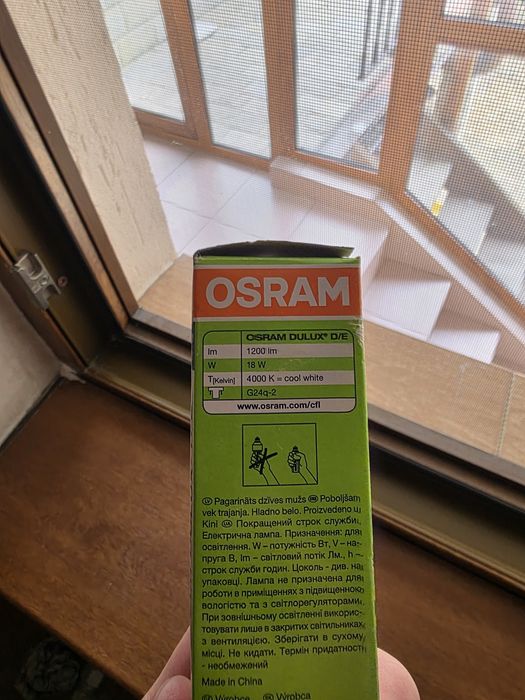 OSRAM
OSRAM DULUX® D/E
lm 1200 lm
W 18 W
T[Kelvin] 4000 K = cool white
G24q-2
www.osram.com/cfl
LV Pagarināts dzīves mužs HR Poboljšan
vek trajanja. Hladno belo. Proizvedeno u
Kini UA Покращений строк служби.
Електрична лампа. Призначення: для
освітлення. W – потужність Вт, V – на-
пруга В, lm – світловий потік Лм., h –
строк служби годин. Цоколь - див. на
упаковці. Лампа не призначена для
роботи в приміщеннях з підвищеною
вологістю та з світлорегуляторами.
При зовнішньому освітленні викорис-
товувати лише в закритих світильниках
з вентиляцією. Зберігати в сухому
місці. Не кидати. Термін придатності
- необмежений
Made in China